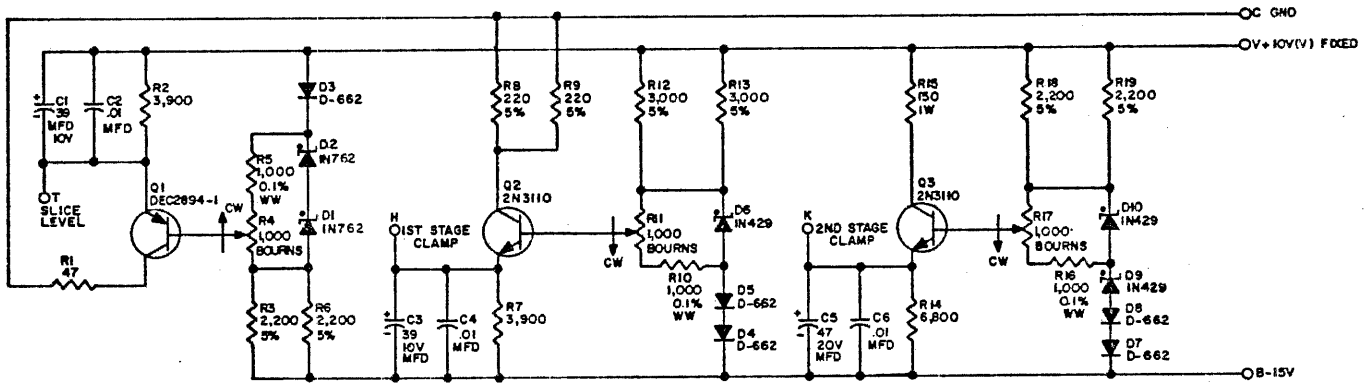 C GND
V+10V(V) FIXED
C1
39
MFD
10V
C2
.01
MFD
R2
3,900
D3
D-662
D2
1N762
R5
1,000
0.1%
WW
D1
1N762
R4
1,000
BOURNS
CW
Q1
DEC2894-1
T
SLICE
LEVEL
R1
47
R3
2,200
5%
R6
2,200
5%
R8
220
5%
R9
220
5%
Q2
2N3110
H
1ST STAGE
CLAMP
C3
39
10V
MFD
C4
.01
MFD
R7
3,900
R12
3,000
5%
R13
3,000
5%
R11
1,000
BOURNS
CW
D6
1N429
R10
1,000
0.1%
WW
D5
D-662
D4
D-662
R15
150
1W
Q3
2N3110
K
2ND STAGE
CLAMP
C5
47
20V
MFD
C6
.01
MFD
R14
6,800
R18
2,200
5%
R19
2,200
5%
R17
1,000
BOURNS
CW
D10
1N429
R16
1,000
0.1%
WW
D9
1N429
D8
D-662
D7
D-662
B-15V